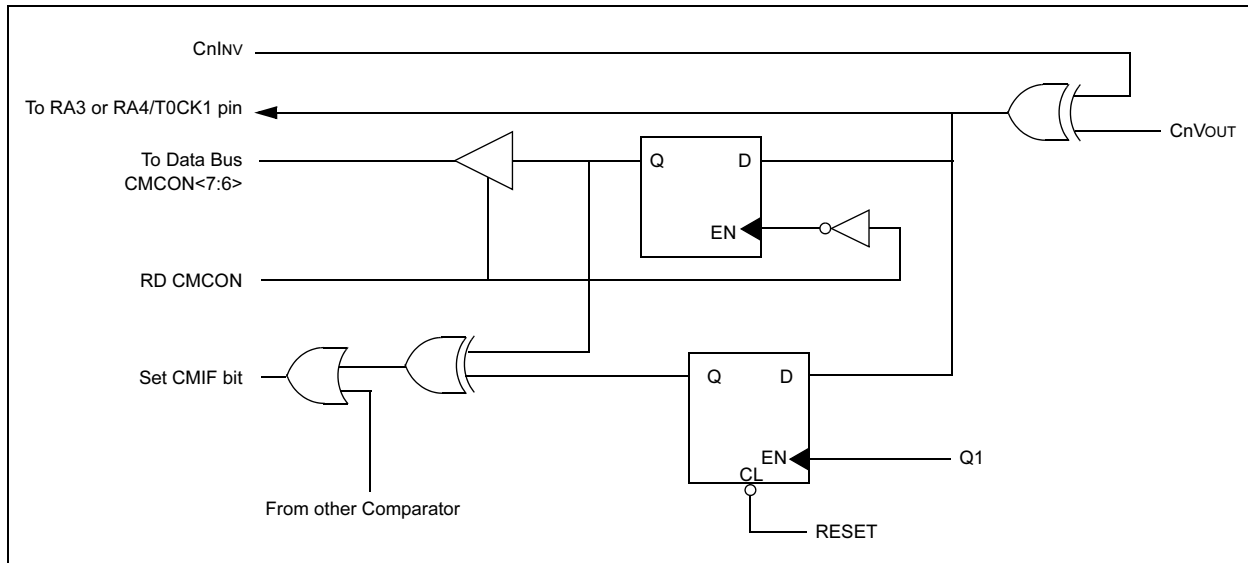 CnINV
To RA3 or RA4/T0CK1 pin
CnVOUT
To Data Bus
CMCON<7:6>
Q D
EN
RD CMCON
Set CMIF bit
Q D
EN
Q1
CL
From other Comparator
RESET